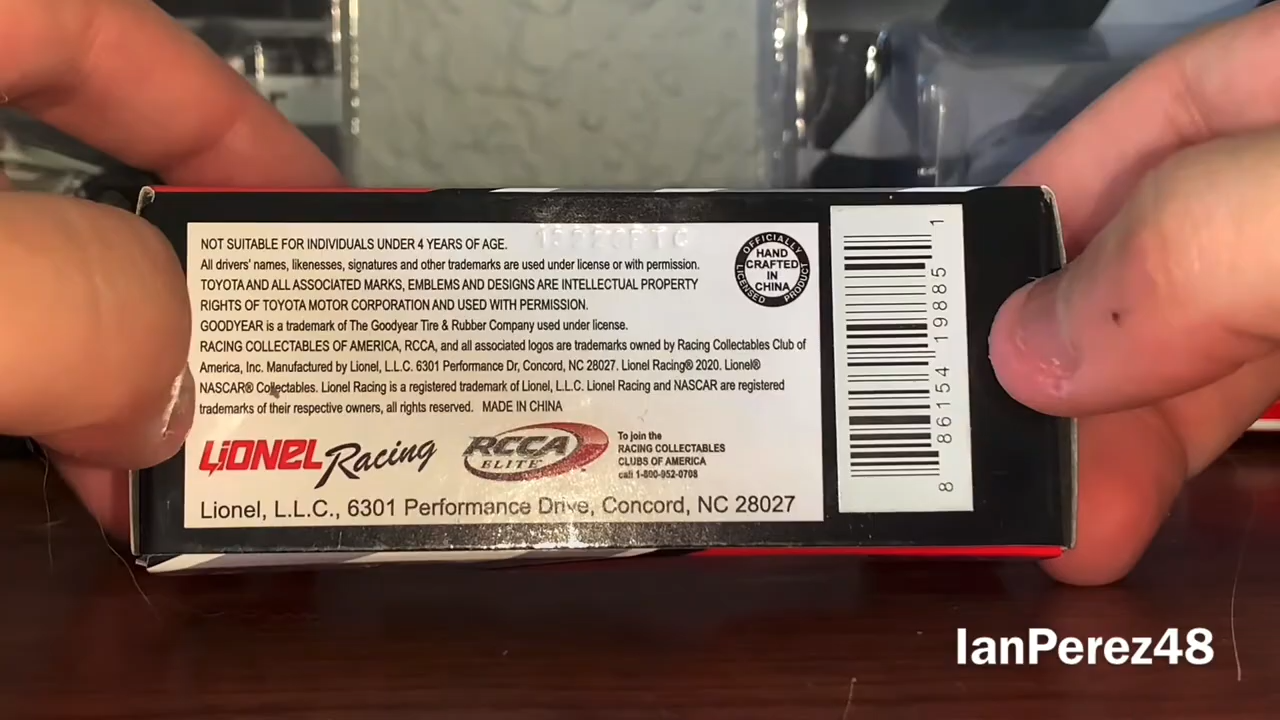 NOT SUITABLE FOR INDIVIDUALS UNDER 4 YEARS OF AGE.
All drivers' names, likenesses, signatures and other trademarks are used under license or with permission.
TOYOTA AND ALL ASSOCIATED MARKS, EMBLEMS AND DESIGNS ARE INTELLECTUAL PROPERTY
RIGHTS OF TOYOTA MOTOR CORPORATION AND USED WITH PERMISSION.
GOODYEAR is a trademark of The Goodyear Tire & Rubber Company used under license.
RACING COLLECTABLES OF AMERICA, RCCA, and all associated logos are trademarks owned by Racing Collectables Club of
America, Inc. Manufactured by Lionel, L.L.C. 6301 Performance Dr, Concord, NC 28027. Lionel Racing® 2020. Lionel®
NASCAR® Collectables. Lionel Racing is a registered trademark of Lionel, L.L.C. Lionel Racing and NASCAR are registered
trademarks of their respective owners, all rights reserved. MADE IN CHINA
OFFICIALLY
LICENSED PRODUCT
HAND
CRAFTED
IN
CHINA
LIONEL Racing
RCCA
ELITE
To join the
RACING COLLECTABLES
CLUBS OF AMERICA
call 1-800-952-0708
Lionel, L.L.C., 6301 Performance Drive, Concord, NC 28027
8 86154 19885 1
IanPerez48